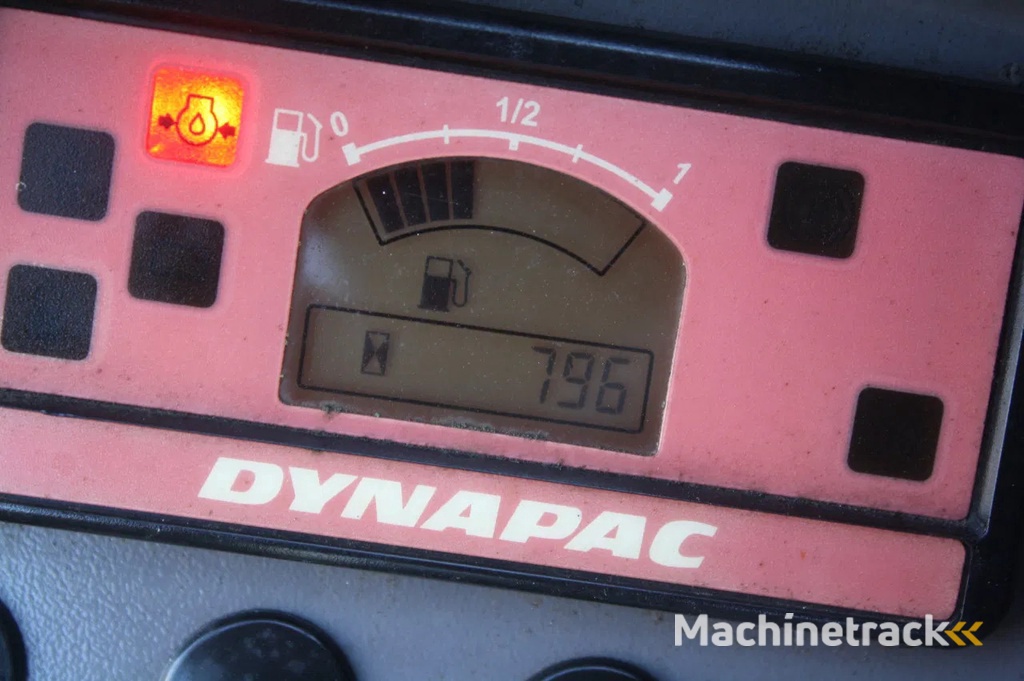 0
1/2
1
796
DYNAPAC
Machinetrack